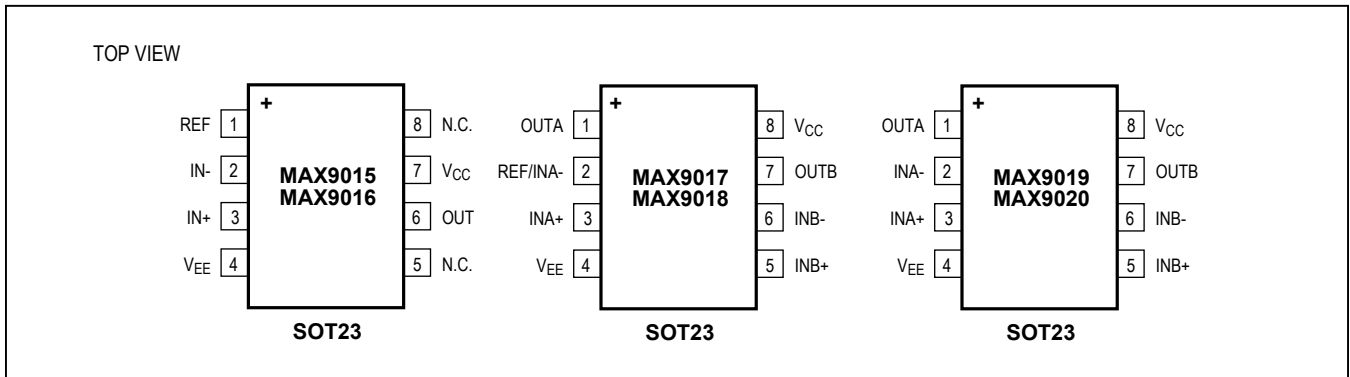 TOP VIEW
+
REF 1
IN- 2
IN+ 3
VEE 4
MAX9015
MAX9016
8 N.C.
7 VCC
6 OUT
5 N.C.
SOT23
+
OUTA 1
REF/INA- 2
INA+ 3
VEE 4
MAX9017
MAX9018
8 VCC
7 OUTB
6 INB-
5 INB+
SOT23
+
OUTA 1
INA- 2
INA+ 3
VEE 4
MAX9019
MAX9020
8 VCC
7 OUTB
6 INB-
5 INB+
SOT23